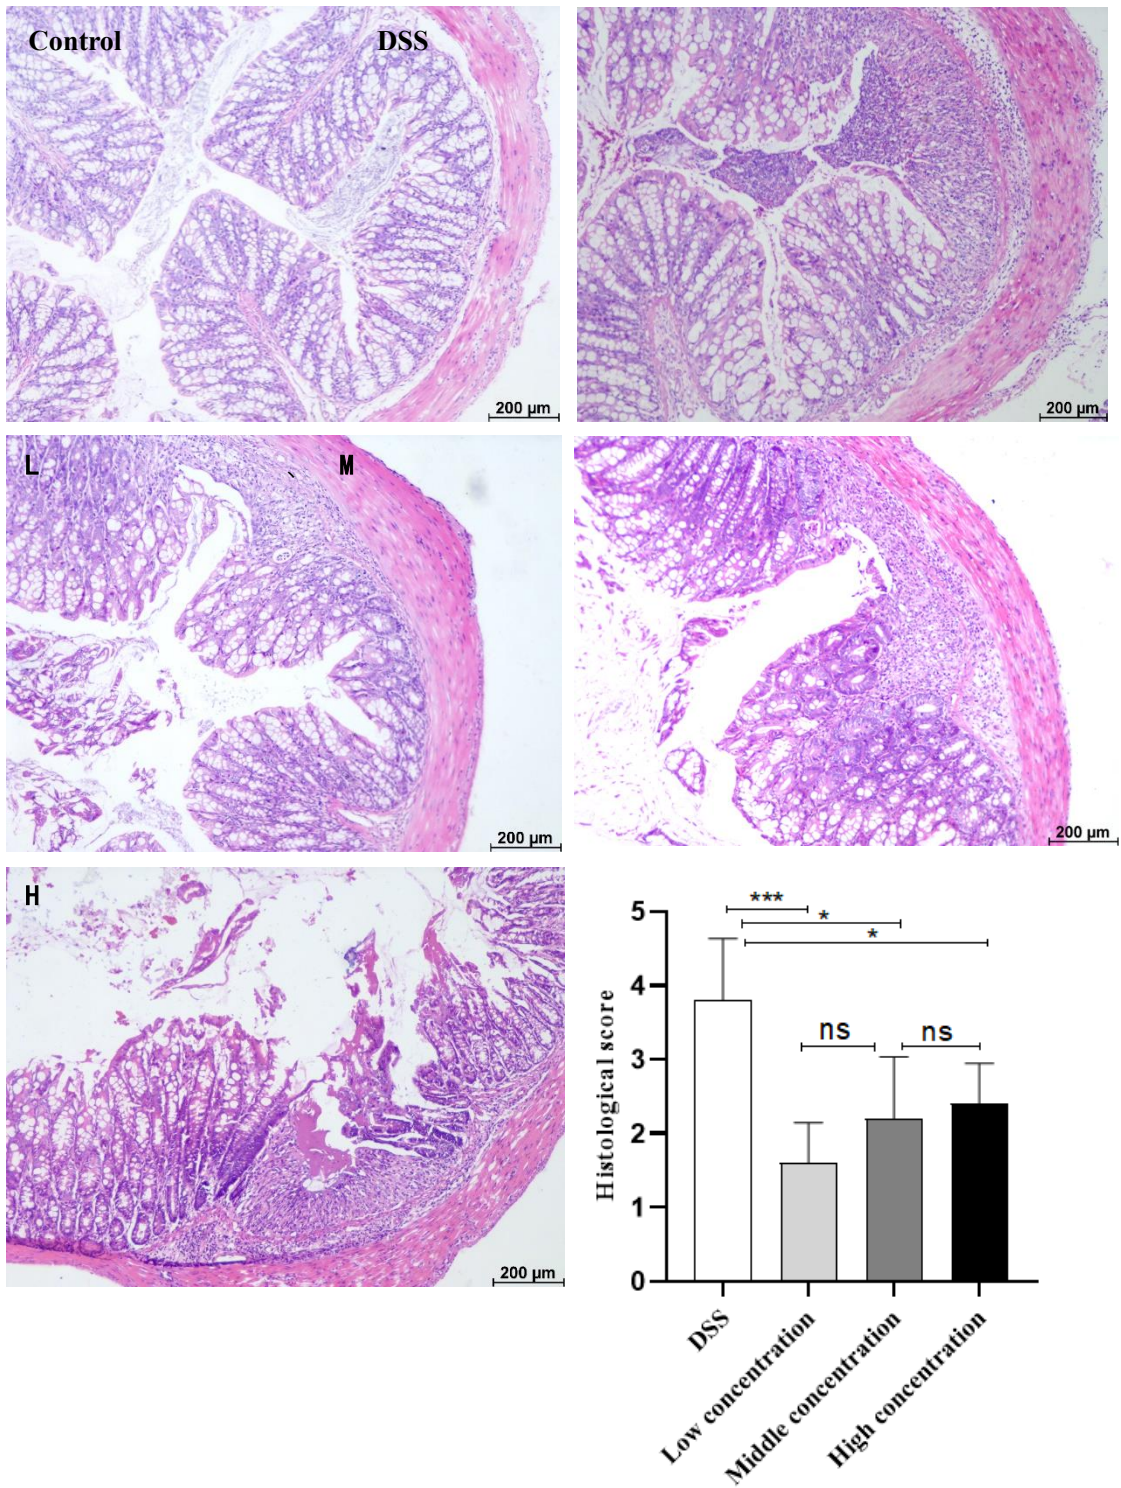 Control DSS
200 μm
200 μm
L M
200 μm
200 μm
H
200 μm
***
*
*
ns
ns
Histological score
5
4
3
2
1
0
DSS
Low concentration
Middle concentration
High concentration